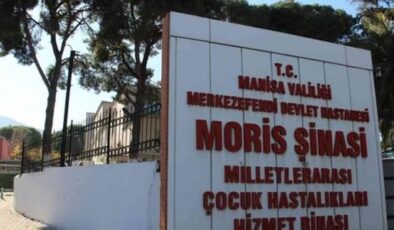 T.C.
MANİSA VALİLİĞİ
MERKEZEFENDİ DEVLET HASTANESİ
MORİS ŞİNASİ
MİLLETLERARASI
ÇOCUK HASTALIKLARI
HİZMET BİNASI